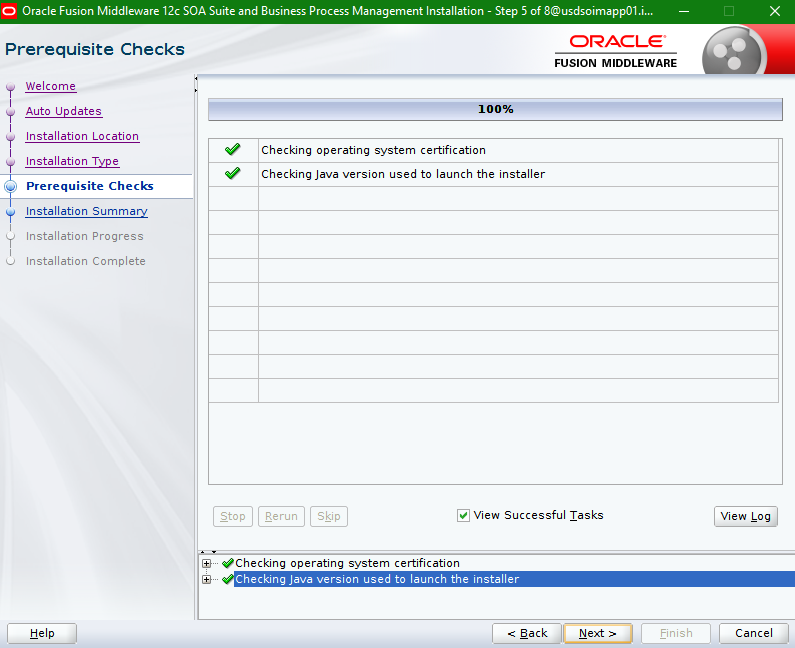 Oracle Fusion Middleware 12c SOA Suite and Business Process Management Installation - Step 5 of 8@usdsoimapp01.i...
Prerequisite Checks
ORACLE
FUSION MIDDLEWARE
Welcome
Auto Updates
Installation Location
Installation Type
Prerequisite Checks
Installation Summary
Installation Progress
Installation Complete
100%
Checking operating system certification
Checking Java version used to launch the installer
Stop
Rerun
Skip
View Successful Tasks
View Log
Checking operating system certification
Checking Java version used to launch the installer
Help
< Back
Next >
Finish
Cancel